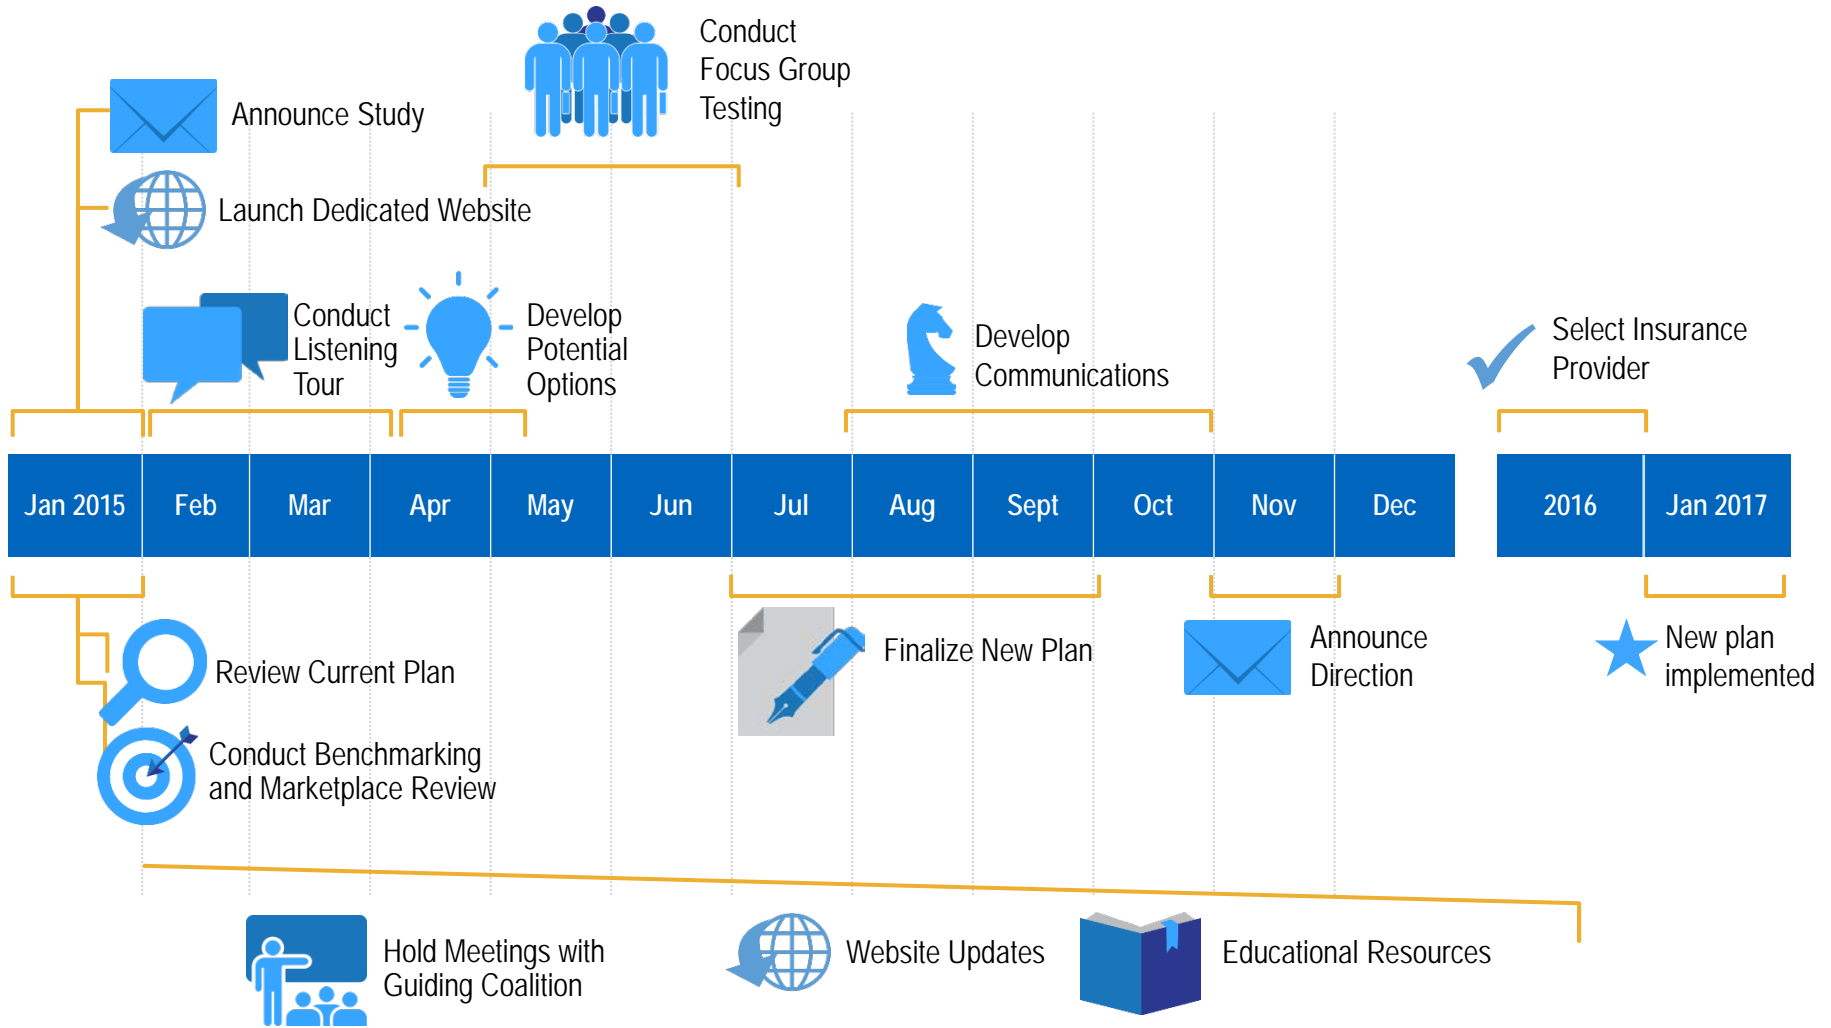 Conduct
Focus Group
Testing
Announce Study
Launch Dedicated Website
Conduct
Listening
Tour
Develop
Potential
Options
Develop
Communications
Select Insurance
Provider
Jan 2015 Feb Mar Apr May Jun Jul Aug Sept Oct Nov Dec 2016 Jan 2017
Review Current Plan
Conduct Benchmarking
and Marketplace Review
Finalize New Plan
Announce
Direction
New plan
implemented
Hold Meetings with
Guiding Coalition
Website Updates
Educational Resources